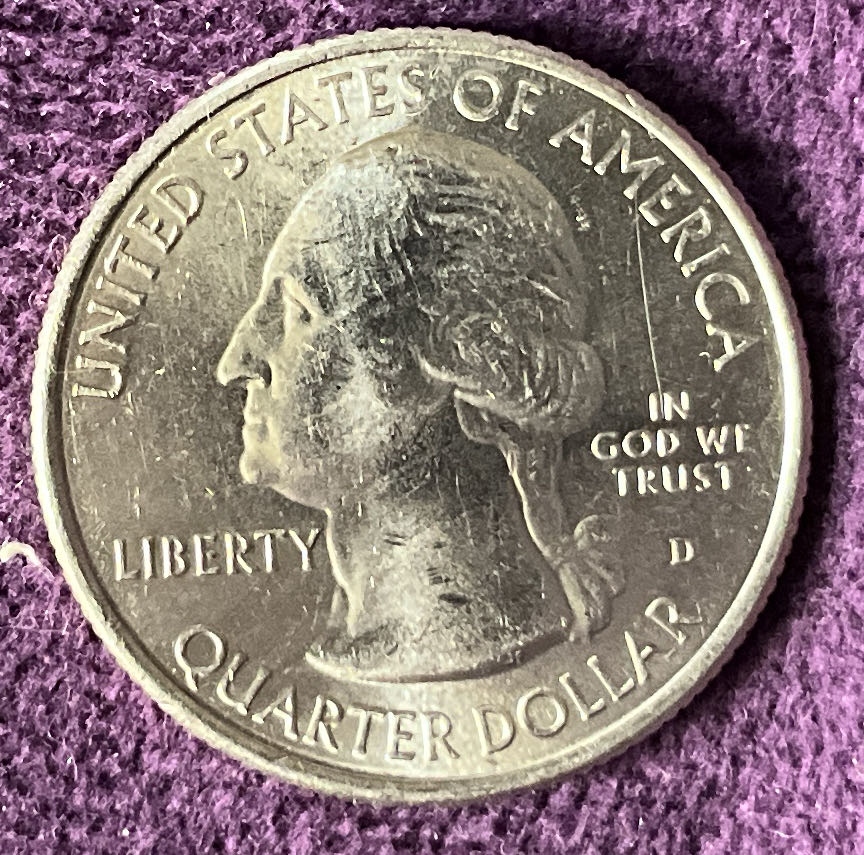 UNITED STATES OF AMERICA
LIBERTY
IN
GOD WE
TRUST
D
QUARTER DOLLAR